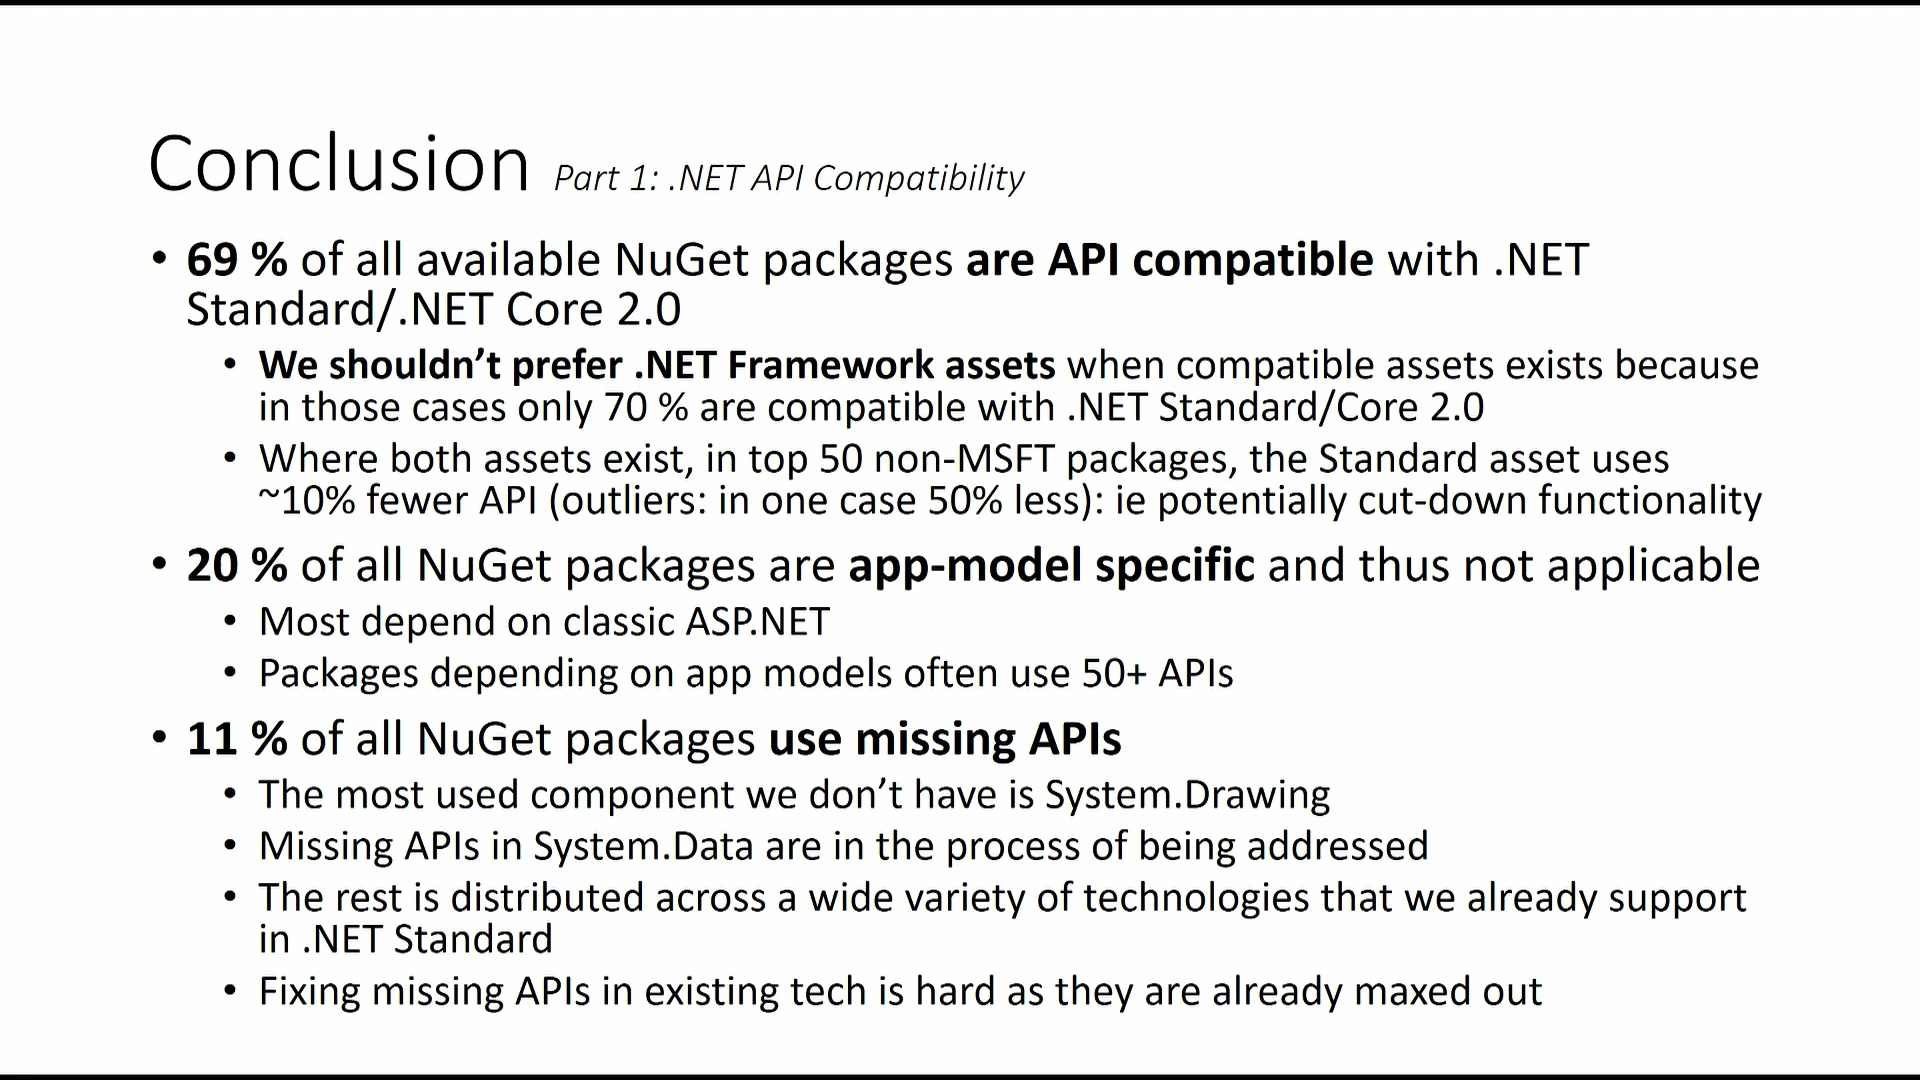 Conclusion Part 1: .NET API Compatibility
• 69 % of all available NuGet packages are API compatible with .NET
Standard/.NET Core 2.0
• We shouldn’t prefer .NET Framework assets when compatible assets exists because
in those cases only 70 % are compatible with .NET Standard/Core 2.0
• Where both assets exist, in top 50 non-MSFT packages, the Standard asset uses
~10% fewer API (outliers: in one case 50% less): ie potentially cut-down functionality
• 20 % of all NuGet packages are app-model specific and thus not applicable
• Most depend on classic ASP.NET
• Packages depending on app models often use 50+ APIs
• 11 % of all NuGet packages use missing APIs
• The most used component we don’t have is System.Drawing
• Missing APIs in System.Data are in the process of being addressed
• The rest is distributed across a wide variety of technologies that we already support
in .NET Standard
• Fixing missing APIs in existing tech is hard as they are already maxed out